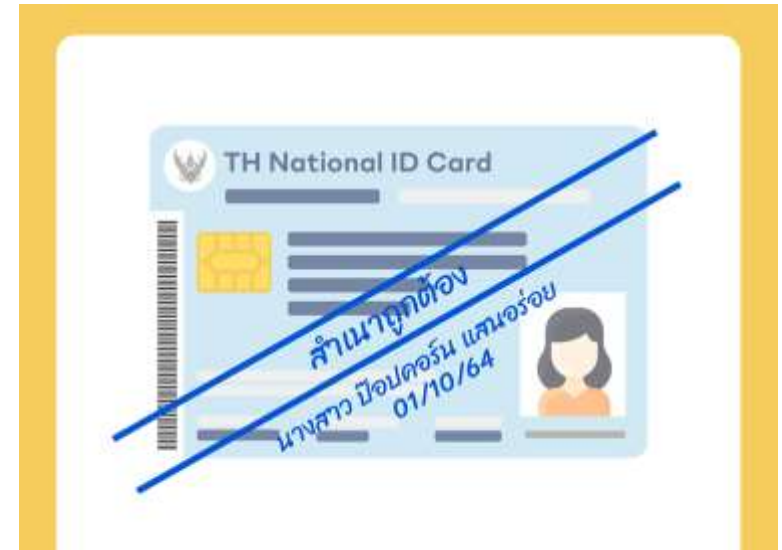 TH National ID Card
สำเนาถูกต้อง
นางสาว ป๊อปคอร์น แสนอร่อย
01/10/64